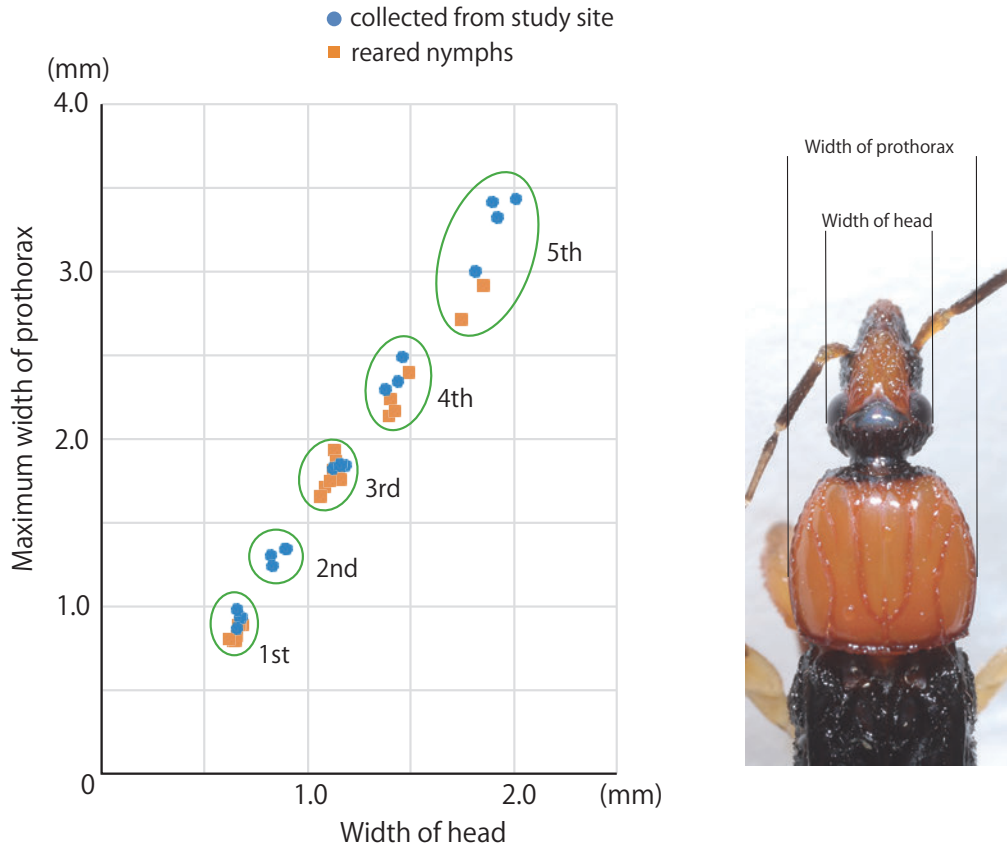 collected from study site
reared nymphs
(mm)
4.0
3.0
2.0
1.0
0
1.0
2.0
(mm)
Maximum width of prothorax
Width of head
5th
4th
3rd
2nd
1st
Width of prothorax
Width of head